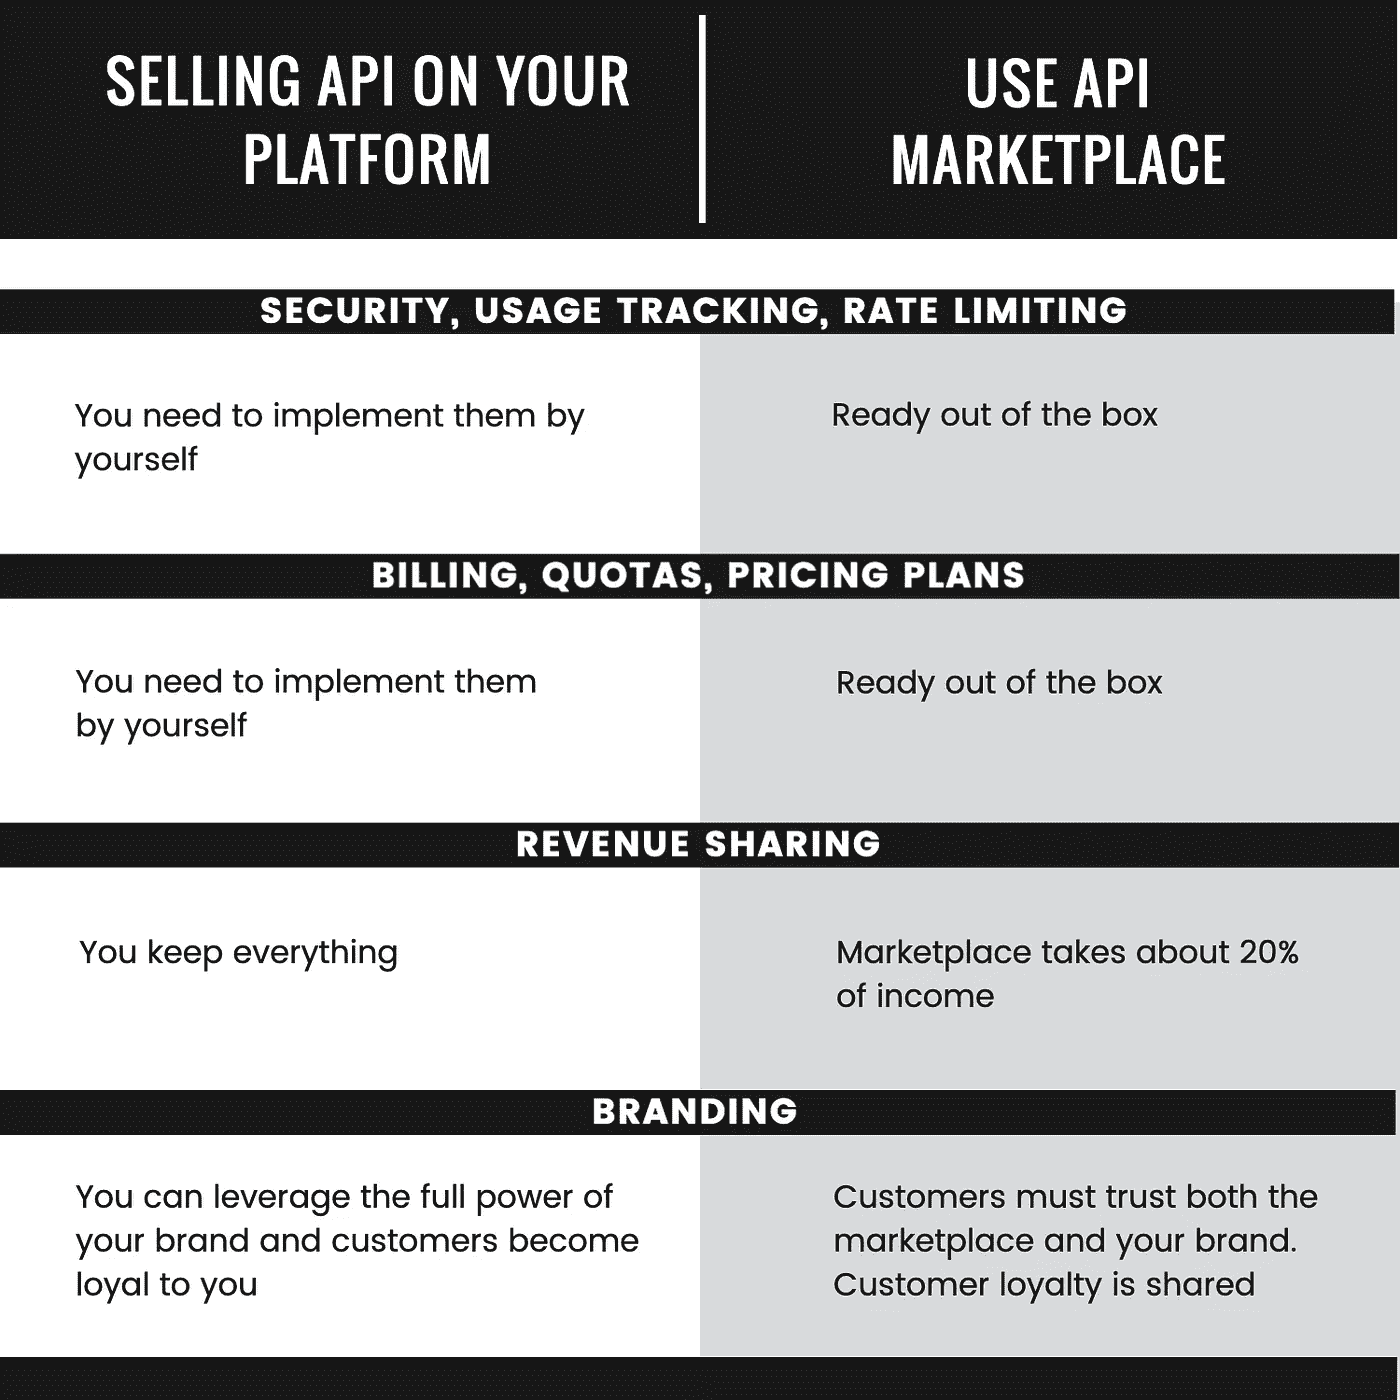 SELLING API ON YOUR
PLATFORM
USE API
MARKETPLACE
SECURITY, USAGE TRACKING, RATE LIMITING
You need to implement them by
yourself
Ready out of the box
BILLING, QUOTAS, PRICING PLANS
You need to implement them
by yourself
Ready out of the box
REVENUE SHARING
You keep everything
Marketplace takes about 20%
of income
BRANDING
You can leverage the full power of
your brand and customers become
loyal to you
Customers must trust both the
marketplace and your brand.
Customer loyalty is shared